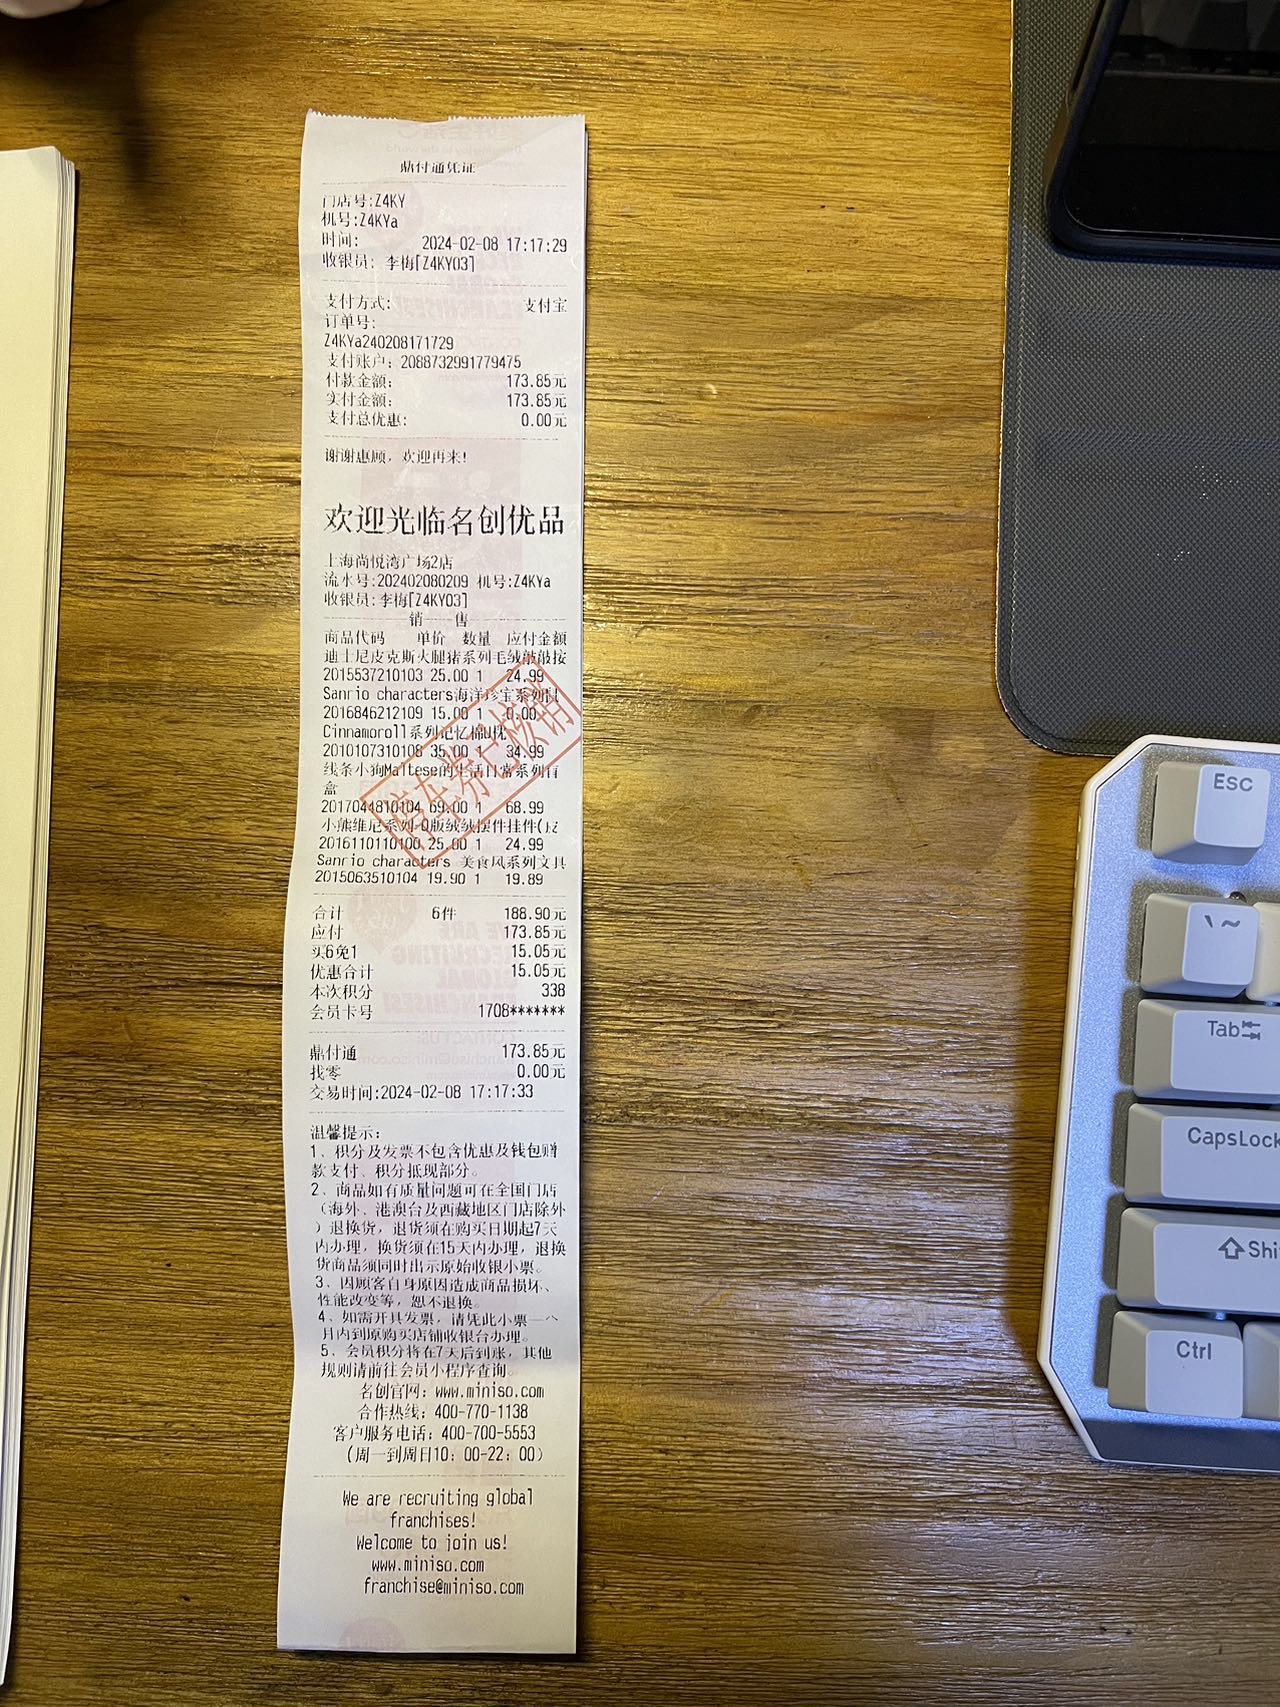 鼎付通凭证
门店号:Z4KY
机号:Z4KYa
时间: 2024-02-08 17:17:29
收银员: 李梅[Z4KY03]
支付方式: 支付宝
订单号:
Z4KYa240208171729
支付账户: 2088732991779475
付款金额: 173.85元
实付金额: 173.85元
支付总优惠: 0.00元
谢谢惠顾, 欢迎再来!
欢迎光临名创优品
上海尚悦湾广场2店
流水号:202402080209 机号:Z4KYa
收银员:李梅[Z4KY03]
销 售
商品代码 单价 数量 应付金额
迪士尼皮克斯火腿猪系列毛绒敲敲按
2015537210103 25.00 1 24.99
Sanrio characters海洋珍宝系列
2016846212109 15.00 1 0.00
Cinnamoroll系列记忆棉U枕
2010107310108 35.00 1 34.99
线条小狗Maltese的生活日常系列盲
盒
2017044810104 69.00 1 68.99
小熊维尼系列-Q版绒绒摆件挂件(
2016110110100 25.00 1 24.99
Sanrio characters 美食风系列文具
2015063510104 19.90 1 19.89
停车券已核销
合计 6件 188.90元
应付 173.85元
买6免1 15.05元
优惠合计 15.05元
本次积分 338
会员卡号 1708*******
鼎付通 173.85元
找零 0.00元
交易时间:2024-02-08 17:17:33
温馨提示:
1、积分及发票不包含优惠及钱包赠
款支付、积分抵现部分。
2、商品如有质量问题可在全国门店
(海外、港澳台及西藏地区门店除外
)退换货, 退货须在购买日期起7天
内办理, 换货须在15天内办理, 退换
货商品须同时出示原始收银小票。
3、因顾客自身原因造成商品损坏、
性能改变等, 恕不退换。
4、如需开具发票, 请凭此小票一个
月内到原购买店铺收银台办理。
5、会员积分将在7天后到账, 其他
规则请前往会员小程序查询。
名创官网: www.miniso.com
合作热线: 400-770-1138
客户服务电话: 400-700-5553
(周一到周日10: 00-22: 00)
We are recruiting global
franchises!
Welcome to join us!
www.miniso.com
franchise@miniso.com
Esc
\ ~
Tab
CapsLock
Shi
Ctrl